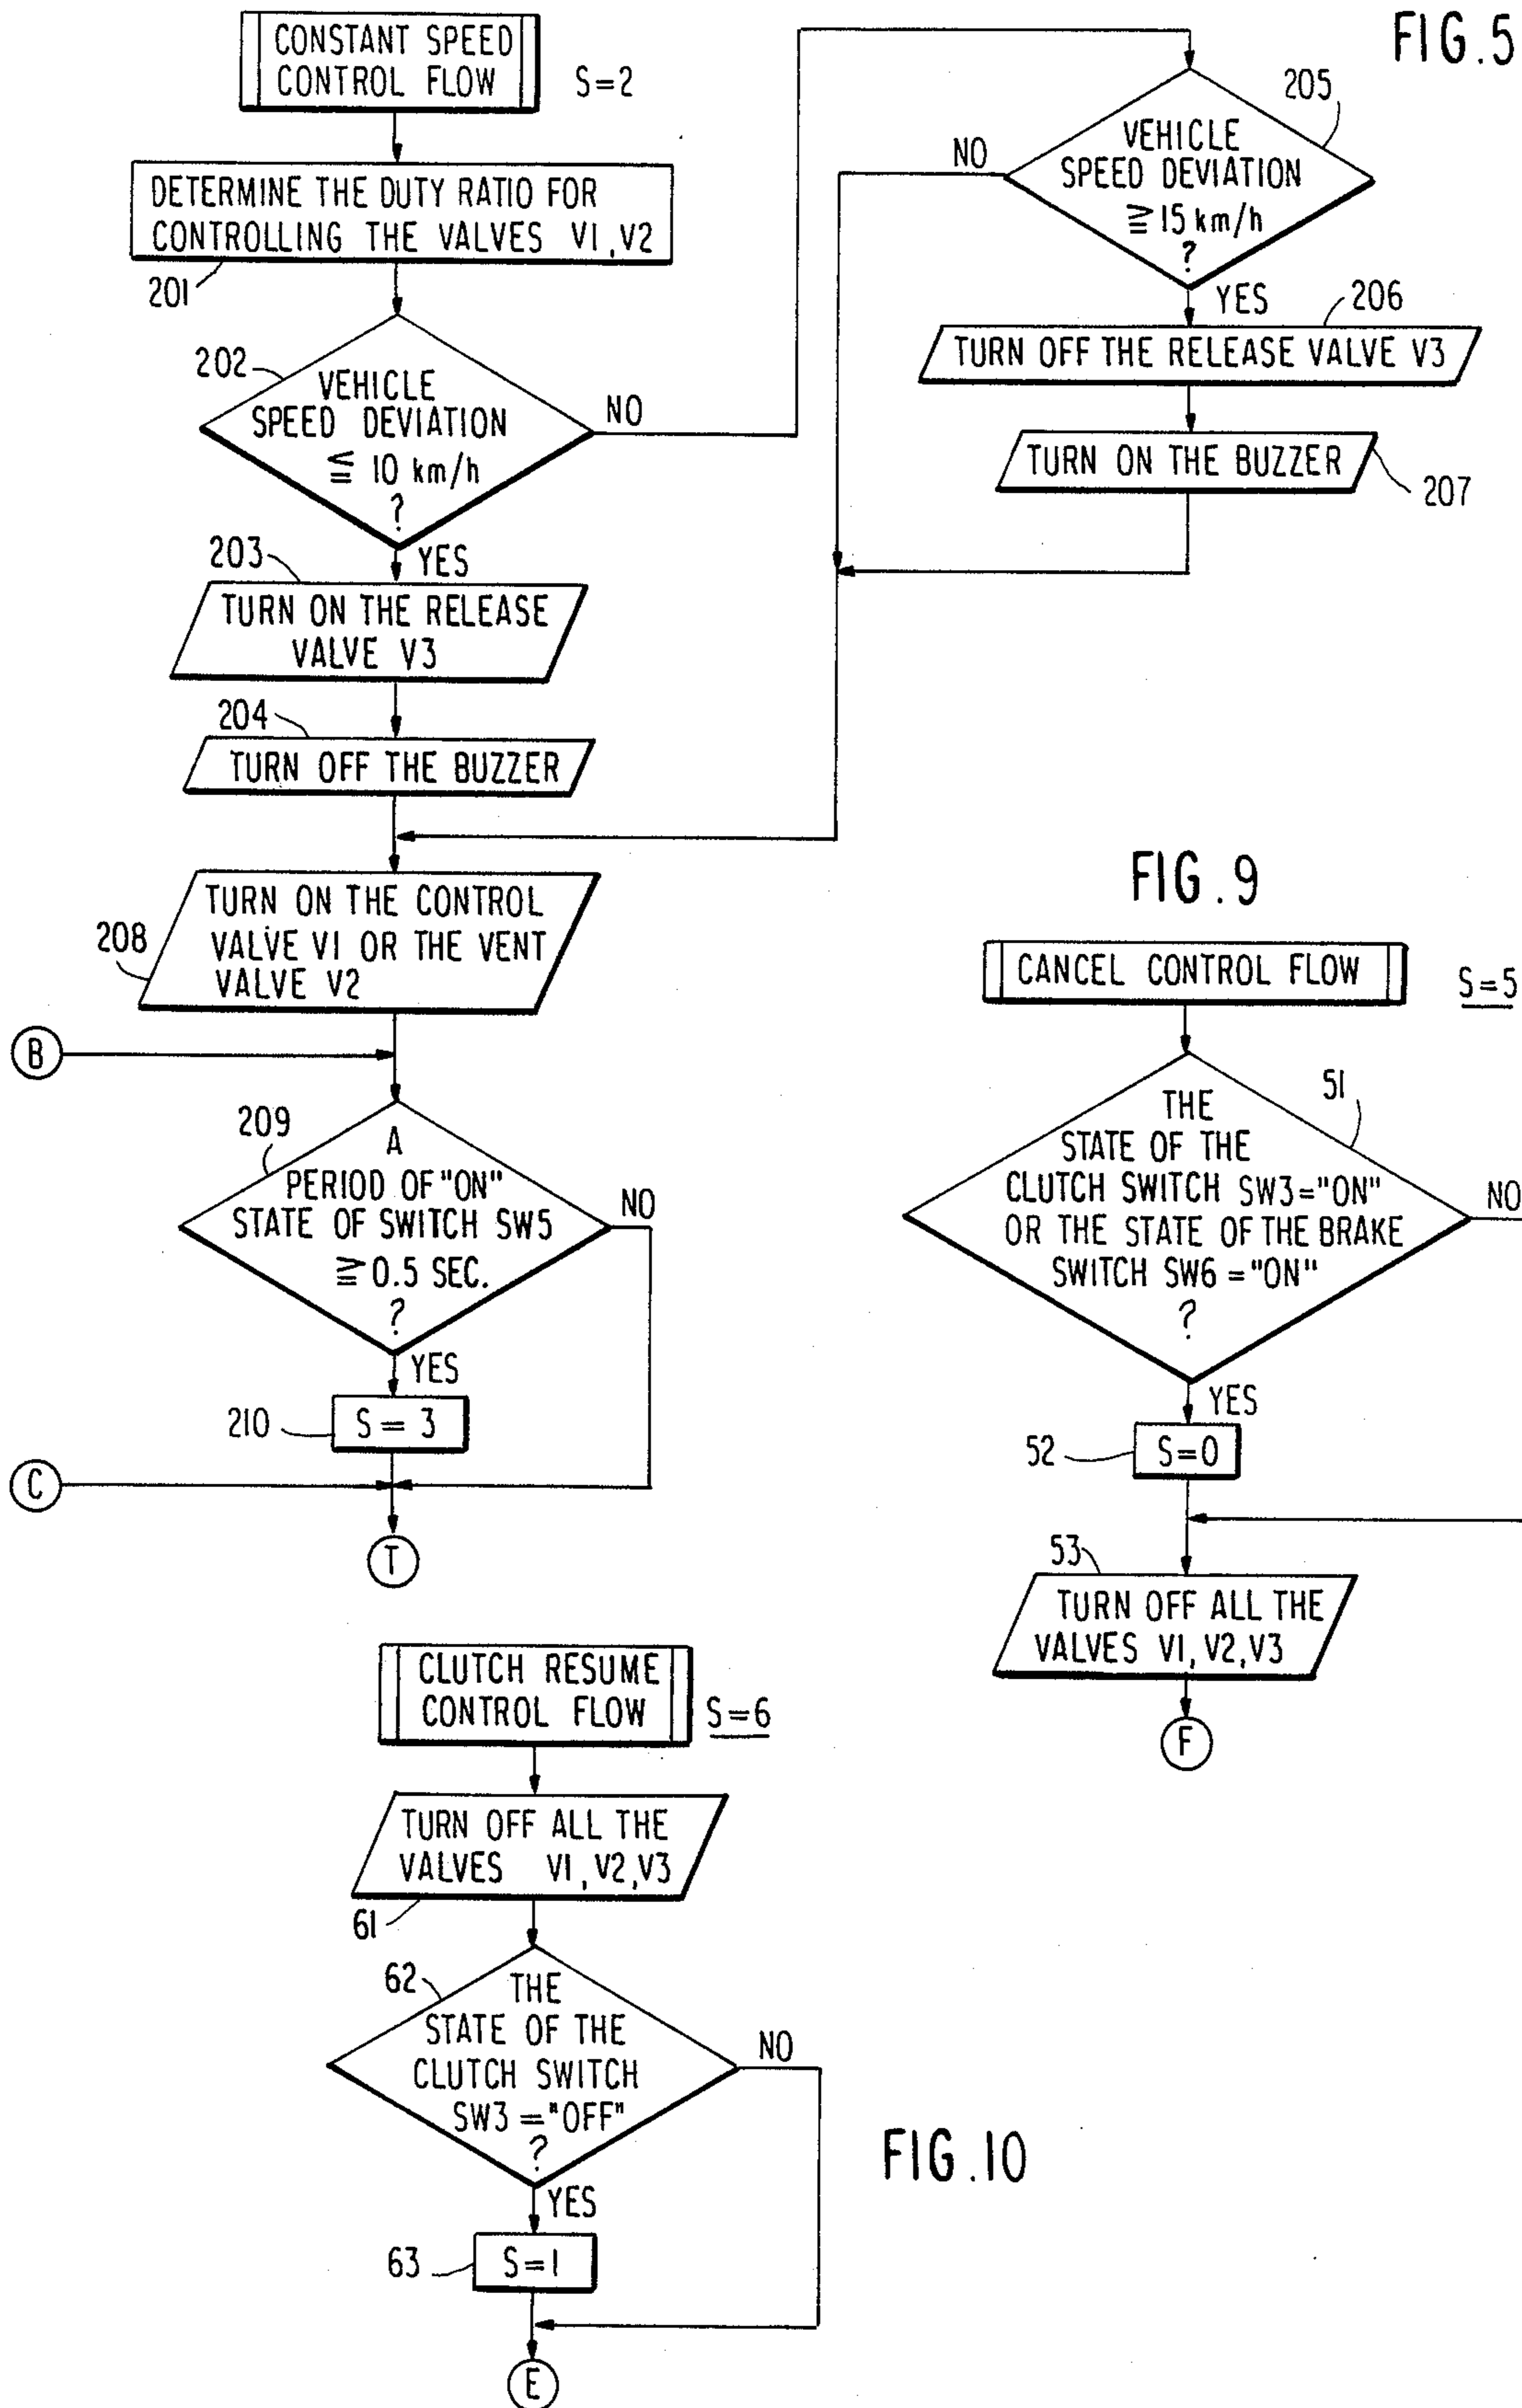 FIG.5
CONSTANT SPEED
CONTROL FLOW
S=2
DETERMINE THE DUTY RATIO FOR
CONTROLLING THE VALVES V1,V2
201
202
VEHICLE
SPEED DEVIATION
≦ 10 km/h
?
NO
YES
203
TURN ON THE RELEASE
VALVE V3
204
TURN OFF THE BUZZER
205
VEHICLE
SPEED DEVIATION
≧ 15 km/h
?
NO
YES
206
TURN OFF THE RELEASE VALVE V3
TURN ON THE BUZZER
207
208
TURN ON THE CONTROL
VALVE V1 OR THE VENT
VALVE V2
B
209
A
PERIOD OF "ON"
STATE OF SWITCH SW5
≧ 0.5 SEC.
?
NO
YES
210
S = 3
C
T
FIG.9
CANCEL CONTROL FLOW
S=5
51
THE
STATE OF THE
CLUTCH SWITCH SW3="ON"
OR THE STATE OF THE BRAKE
SWITCH SW6="ON"
?
NO
YES
52
S=0
53
TURN OFF ALL THE
VALVES V1,V2,V3
F
CLUTCH RESUME
CONTROL FLOW
S=6
TURN OFF ALL THE
VALVES V1,V2,V3
61
62
THE
STATE OF THE
CLUTCH SWITCH
SW3="OFF"
?
NO
YES
63
S=1
E
FIG.10